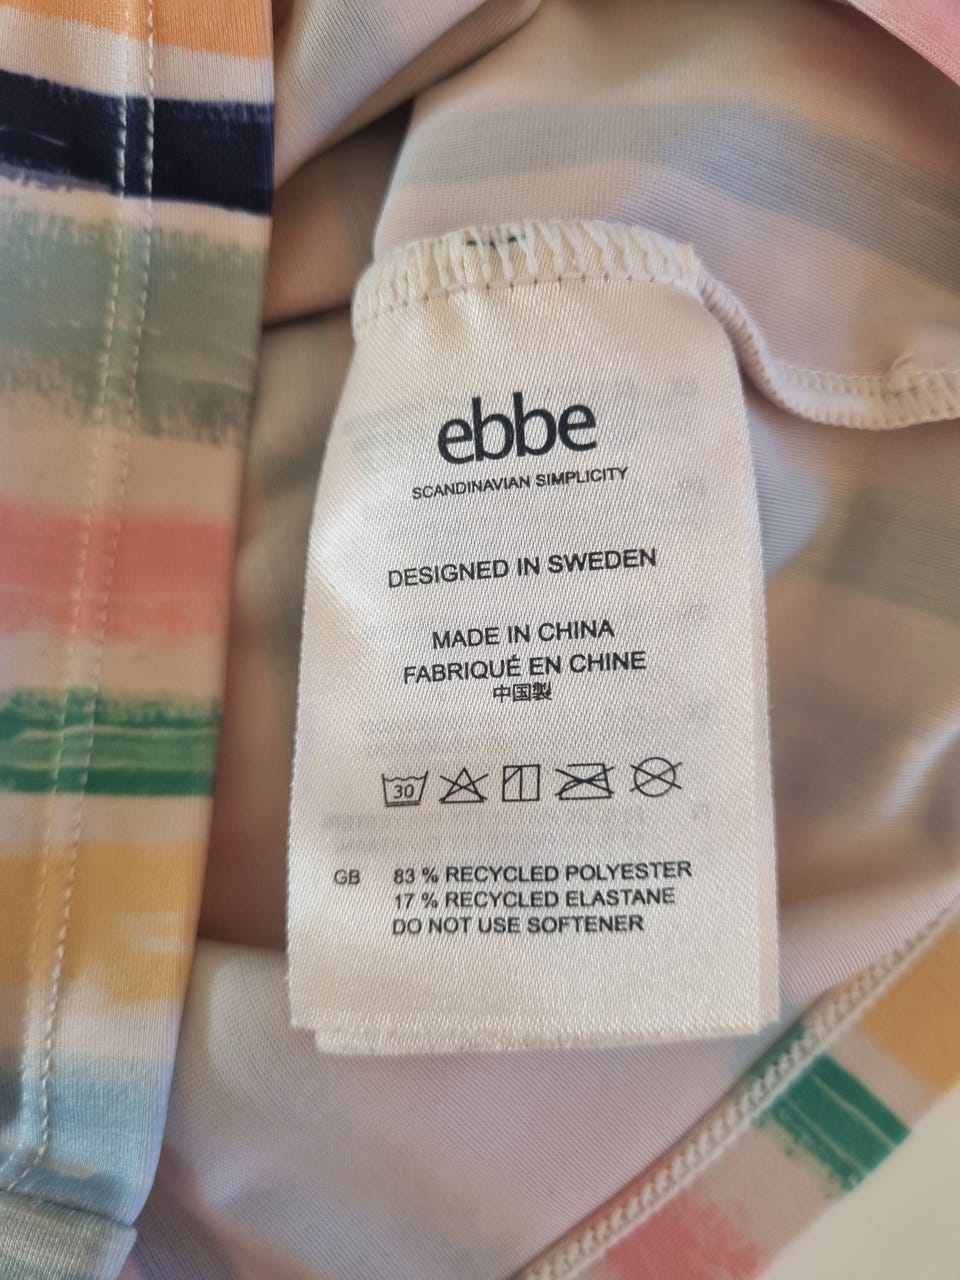 ebbe
SCANDINAVIAN SIMPLICITY
DESIGNED IN SWEDEN
MADE IN CHINA
FABRIQUÉ EN CHINE
中国製
30
GB 83 % RECYCLED POLYESTER
17 % RECYCLED ELASTANE
DO NOT USE SOFTENER